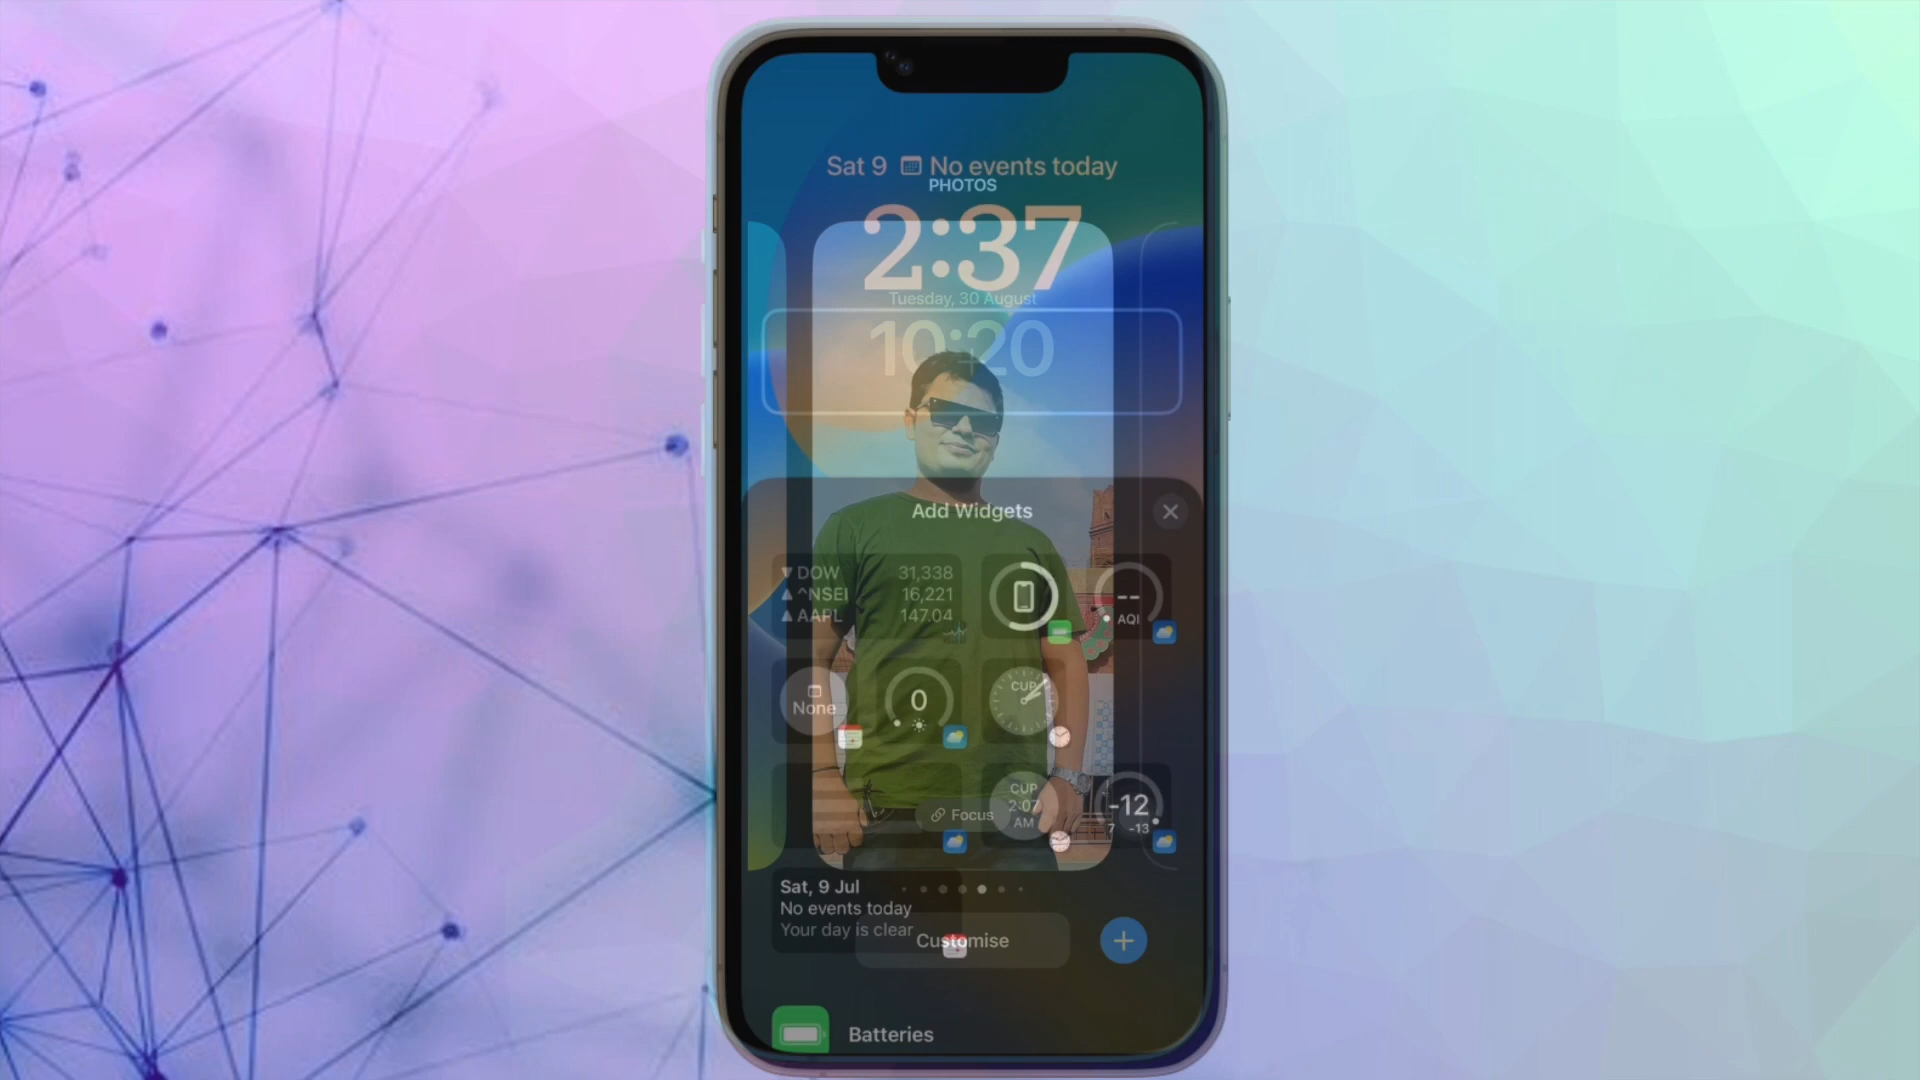 Sat 9 No events today
PHOTOS
2:37
Tuesday, 30 August
10:20
Add Widgets
DOW 31,338
^NSEI 16,221
AAPL 147.04
-- AQI
None
0
CUP
CUP
2:07
AM
-12
7 -13
Focus
Sat, 9 Jul
No events today
Your day is clear
Customise
Batteries